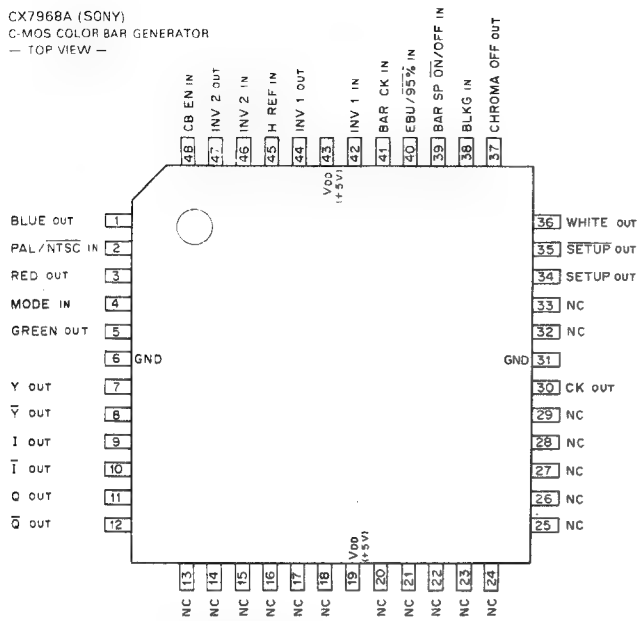 CX7968A (SONY)
C-MOS COLOR BAR GENERATOR
— TOP VIEW —
CB EN IN
INV 2 OUT
INV 2 IN
H REF IN
INV 1 OUT
INV 1 IN
BAR CK IN
EBU/95% IN
BAR SP ON/OFF IN
BLKG IN
CHROMA OFF OUT
48 47 46 45 44 43 42 41 40 39 38 37
VDD (+5V)
BLUE OUT 1
PAL/NTSC IN 2
RED OUT 3
MODE IN 4
GREEN OUT 5
6 GND
Y OUT 7
Y̅ OUT 8
I OUT 9
I̅ OUT 10
Q OUT 11
Q̅ OUT 12
36 WHITE OUT
35 SETUP OUT
34 SETUP OUT
33 NC
32 NC
GND 31
30 CK OUT
29 NC
28 NC
27 NC
26 NC
25 NC
VDD (+5V)
13 14 15 16 17 18 19 20 21 22 23 24
NC NC NC NC NC NC NC NC NC NC NC